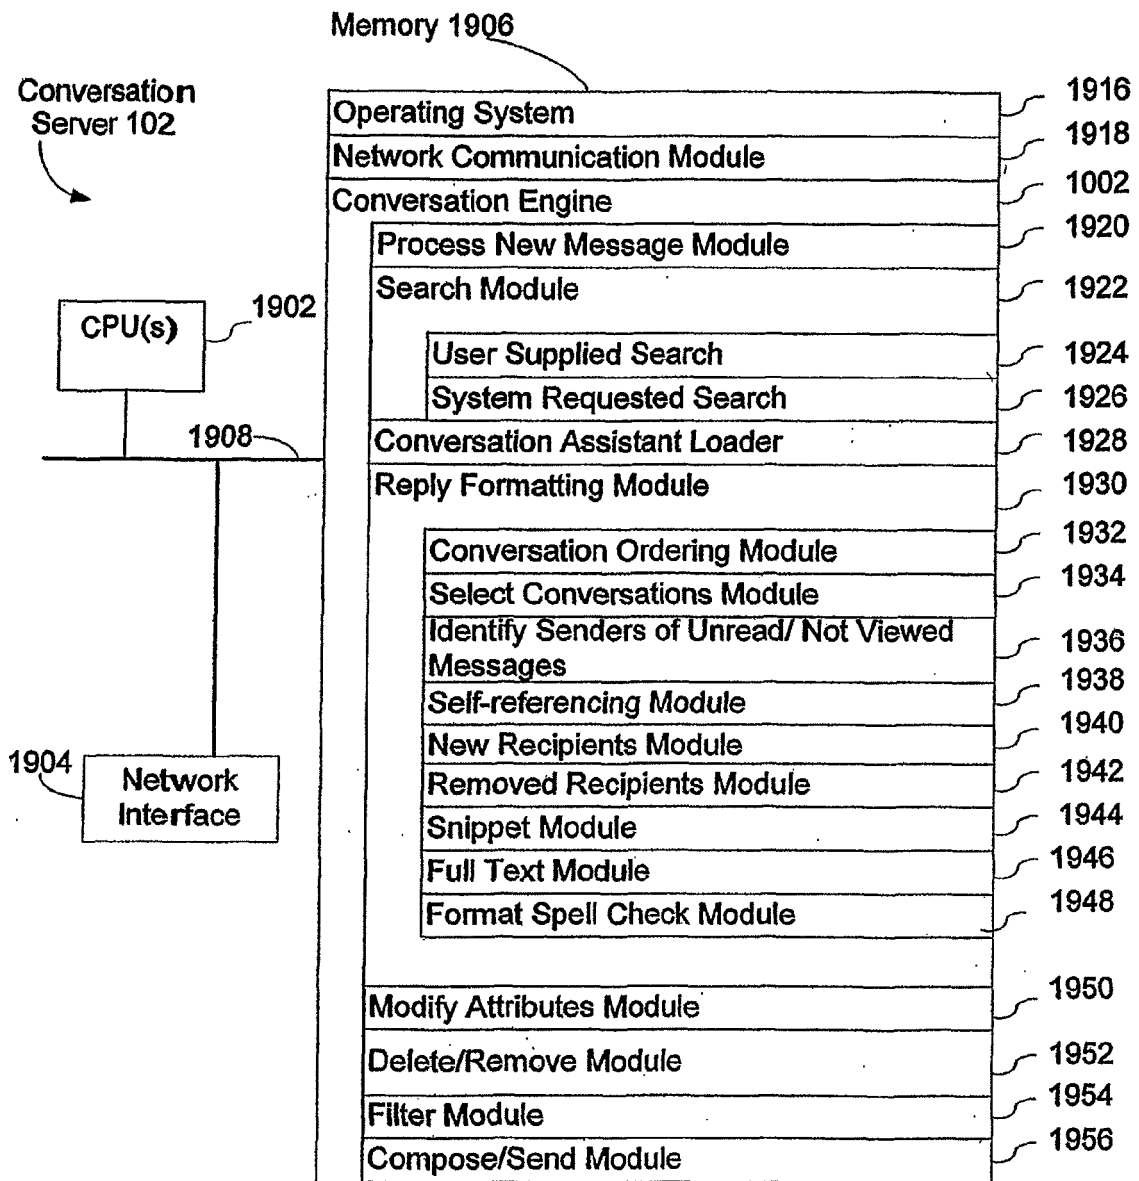 Memory 1906
Conversation
Server 102
Operating System
1916
Network Communication Module
1918
Conversation Engine
1002
Process New Message Module
1920
Search Module
1922
CPU(s)
1902
User Supplied Search
1924
System Requested Search
1926
1908
Conversation Assistant Loader
1928
Reply Formatting Module
1930
Conversation Ordering Module
1932
Select Conversations Module
1934
Identify Senders of Unread/ Not Viewed
Messages
1936
Self-referencing Module
1938
New Recipients Module
1940
1904
Network
Interface
Removed Recipients Module
1942
Snippet Module
1944
Full Text Module
1946
Format Spell Check Module
1948
Modify Attributes Module
1950
Delete/Remove Module
1952
Filter Module
1954
Compose/Send Module
1956